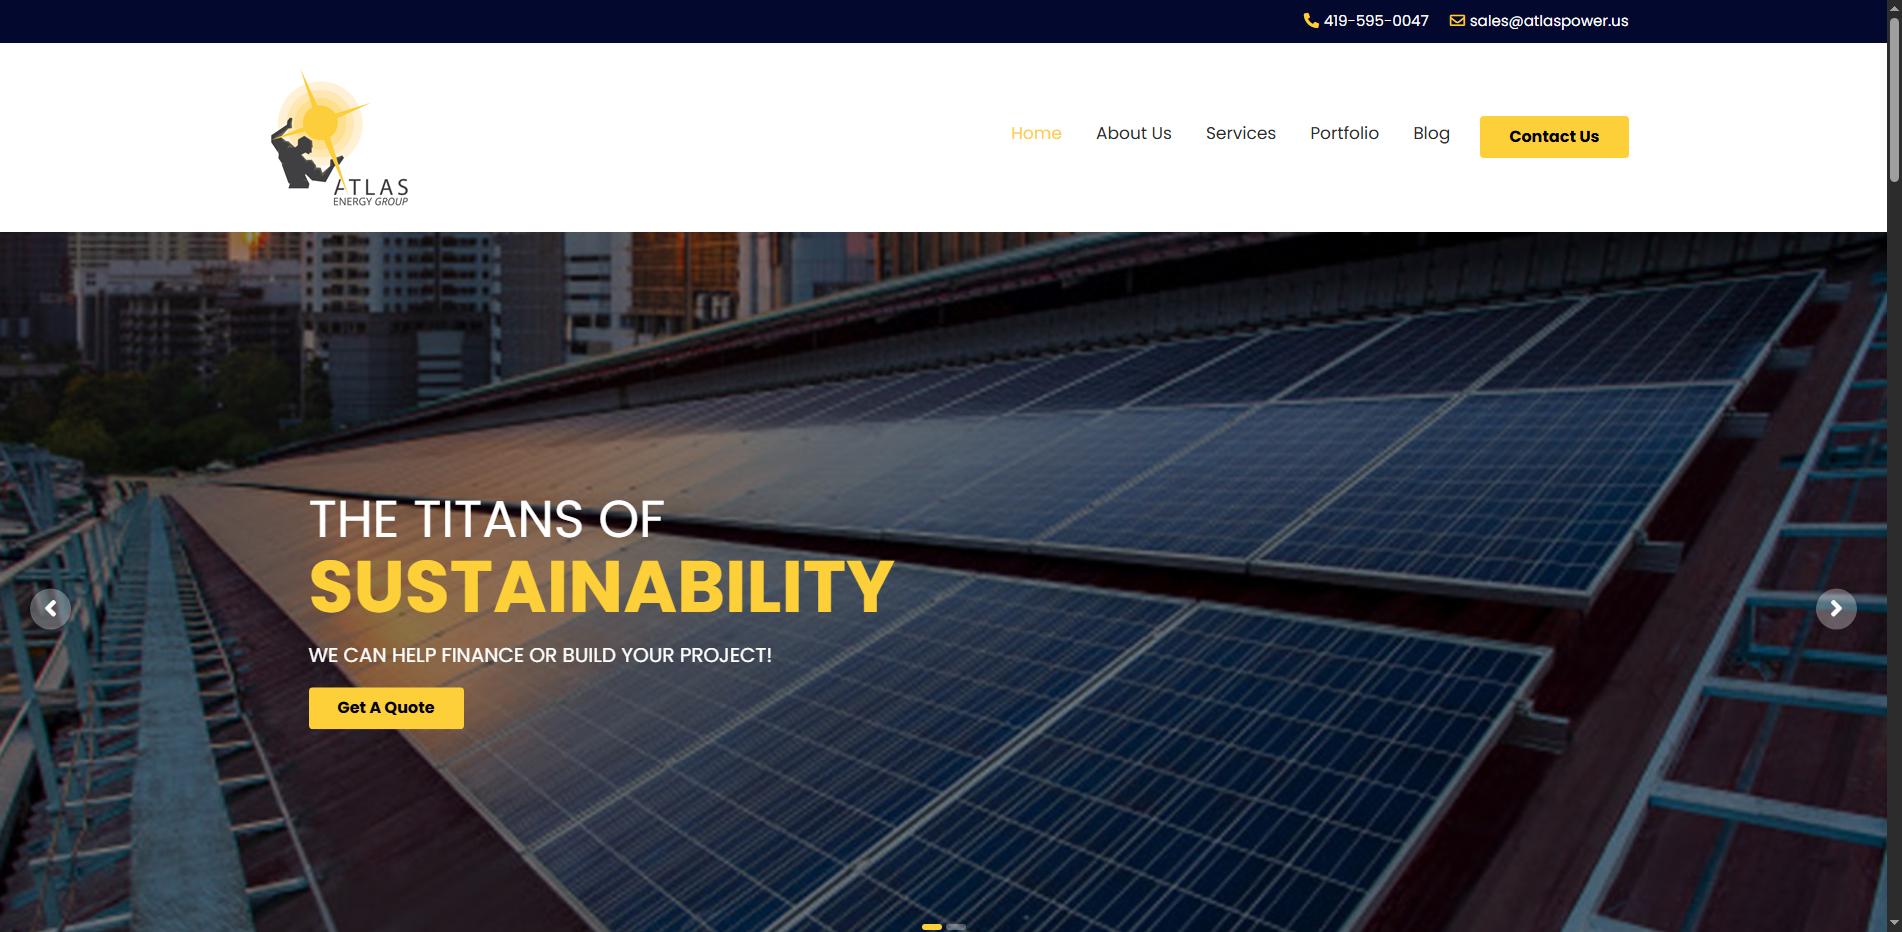 419-595-0047 sales@atlaspower.us
ATLAS
ENERGY GROUP
Home About Us Services Portfolio Blog Contact Us
THE TITANS OF
SUSTAINABILITY
WE CAN HELP FINANCE OR BUILD YOUR PROJECT!
Get A Quote